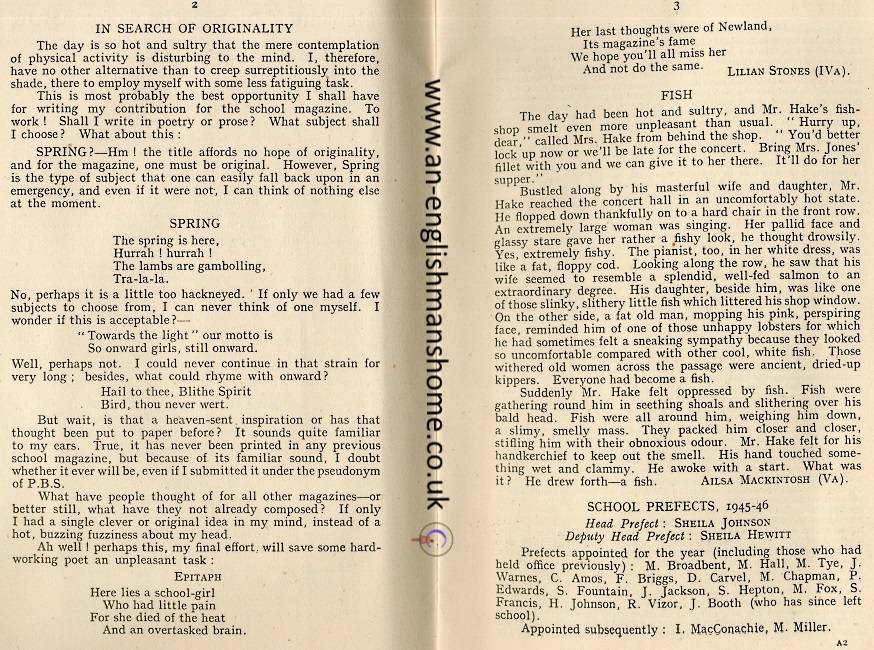 2
IN SEARCH OF ORIGINALITY
The day is so hot and sultry that the mere contemplation
of physical activity is disturbing to the mind. I, therefore,
have no other alternative than to creep surreptitiously into the
shade, there to employ myself with some less fatiguing task.
This is most probably the best opportunity I shall have
for writing my contribution for the school magazine. To
work ! Shall I write in poetry or prose? What subject shall
I choose? What about this :
SPRING ?—Hm ! the title affords no hope of originality,
and for the magazine, one must be original. However, Spring
is the type of subject that one can easily fall back upon in an
emergency, and even if it were not, I can think of nothing else
at the moment.
SPRING
The spring is here,
Hurrah ! hurrah !
The lambs are gambolling,
Tra-la-la.
No, perhaps it is a little too hackneyed. If only we had a few
subjects to choose from, I can never think of one myself. I
wonder if this is acceptable ?—
" Towards the light " our motto is
So onward girls, still onward.
Well, perhaps not. I could never continue in that strain for
very long ; besides, what could rhyme with onward?
Hail to thee, Blithe Spirit
Bird, thou never wert.
But wait, is that a heaven-sent inspiration or has that
thought been put to paper before? It sounds quite familiar
to my ears. True, it has never been printed in any previous
school magazine, but because of its familiar sound, I doubt
whether it ever will be, even if I submitted it under the pseudonym
of P.B.S.
What have people thought of for all other magazines—or
better still, what have they not already composed? If only
I had a single clever or original idea in my mind, instead of a
hot, buzzing fuzziness about my head.
Ah well ! perhaps this, my final effort, will save some hard-
working poet an unpleasant task :
EPITAPH
Here lies a school-girl
Who had little pain
For she died of the heat
And an overtasked brain.
www.an-englishmanshome.co.uk
3
Her last thoughts were of Newland,
Its magazine's fame
We hope you'll all miss her
And not do the same.
LILIAN STONES (IVA).
FISH
The day had been hot and sultry, and Mr. Hake's fish-
shop smelt even more unpleasant than usual. " Hurry up,
dear," called Mrs. Hake from behind the shop. " You'd better
lock up now or we'll be late for the concert. Bring Mrs. Jones'
fillet with you and we can give it to her there. It'll do for her
supper."
Bustled along by his masterful wife and daughter, Mr.
Hake reached the concert hall in an uncomfortably hot state.
He flopped down thankfully on to a hard chair in the front row.
An extremely large woman was singing. Her pallid face and
glassy stare gave her rather a fishy look, he thought drowsily.
Yes, extremely fishy. The pianist, too, in her white dress, was
like a fat, floppy cod. Looking along the row, he saw that his
wife seemed to resemble a splendid, well-fed salmon to an
extraordinary degree. His daughter, beside him, was like one
of those slinky, slithery little fish which littered his shop window.
On the other side, a fat old man, mopping his pink, perspiring
face, reminded him of one of those unhappy lobsters for which
he had sometimes felt a sneaking sympathy because they looked
so uncomfortable compared with other cool, white fish. Those
withered old women across the passage were ancient, dried-up
kippers. Everyone had become a fish.
Suddenly Mr. Hake felt oppressed by fish. Fish were
gathering round him in seething shoals and slithering over his
bald head. Fish were all around him, weighing him down,
a slimy, smelly mass. They packed him closer and closer,
stifling him with their obnoxious odour. Mr. Hake felt for his
handkerchief to keep out the smell. His hand touched some-
thing wet and clammy. He awoke with a start. What was
it? He drew forth—a fish. AILSA MACKINTOSH (VA).
SCHOOL PREFECTS, 1945-46
Head Prefect : SHEILA JOHNSON
Deputy Head Prefect : SHEILA HEWITT
Prefects appointed for the year (including those who had
held office previously) : M. Broadbent, M. Hall, M. Tye, J.
Warnes, C. Amos, F. Briggs, D. Carvel, M. Chapman, P.
Edwards, S. Fountain, J. Jackson, S. Hepton, M. Fox, S.
Francis, H. Johnson, R. Vizor, J. Booth (who has since left
school).
Appointed subsequently : I. MacConachie, M. Miller.
A2